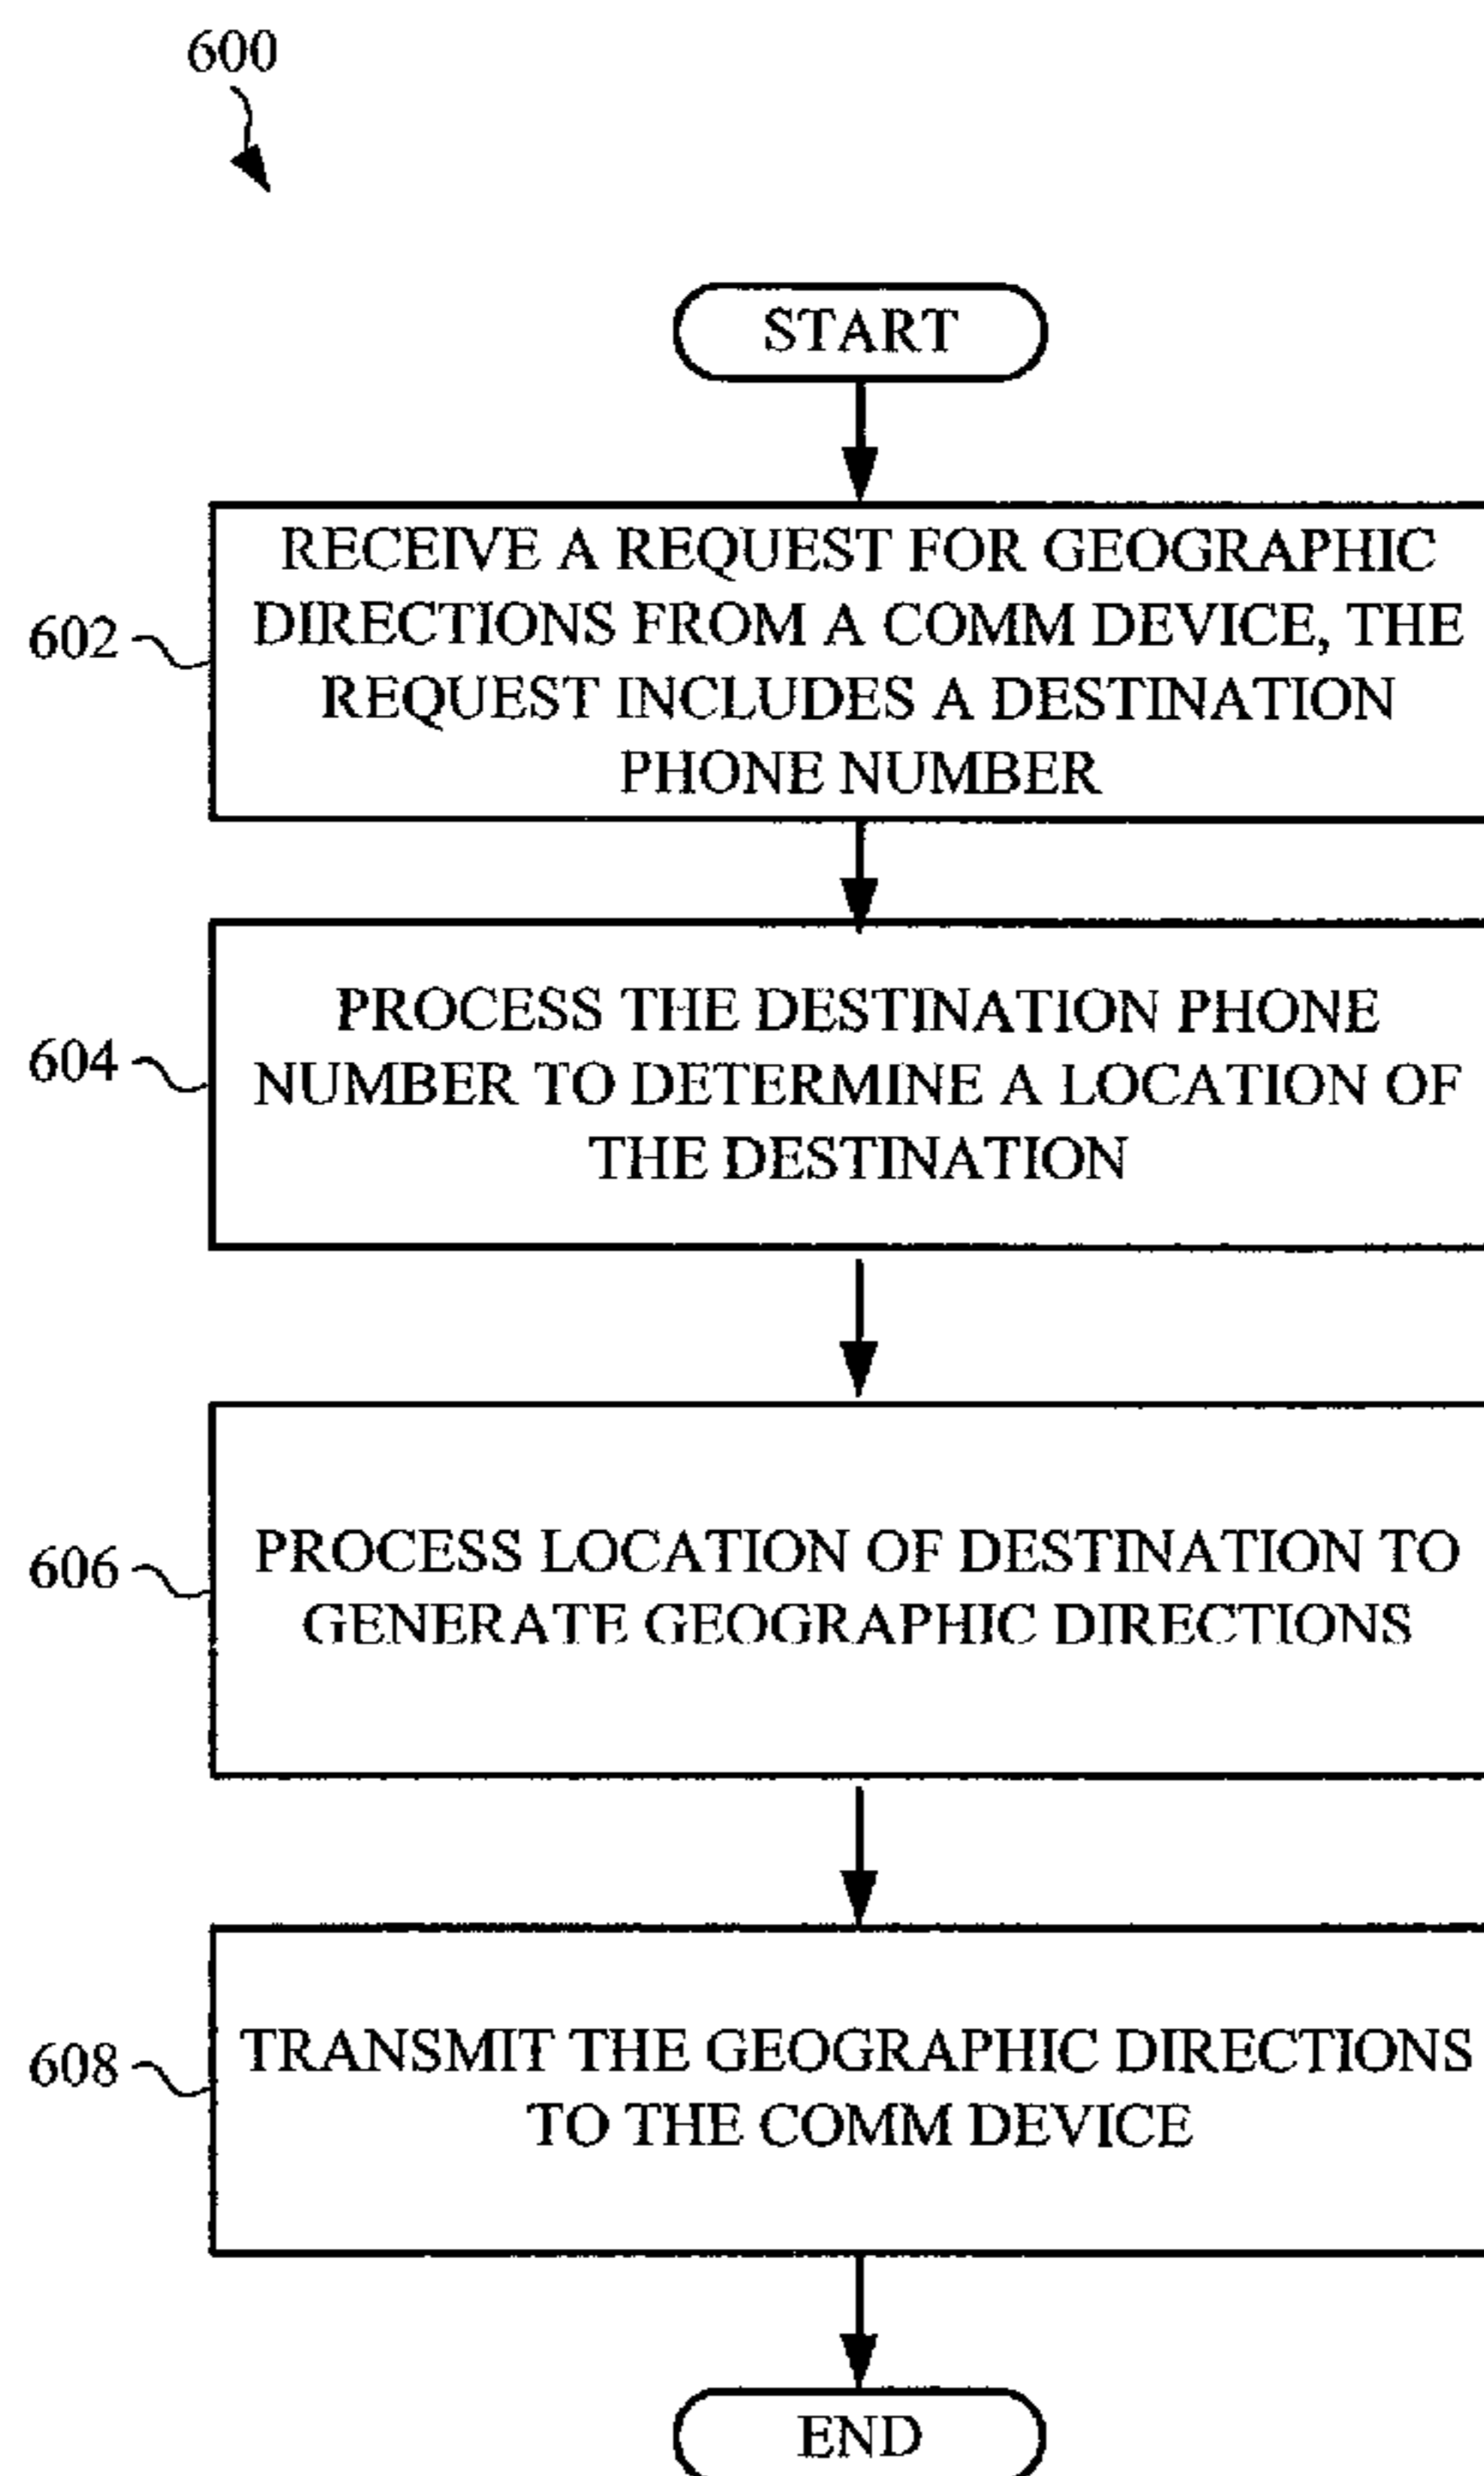 600
START
602
RECEIVE A REQUEST FOR GEOGRAPHIC
DIRECTIONS FROM A COMM DEVICE, THE
REQUEST INCLUDES A DESTINATION
PHONE NUMBER
604
PROCESS THE DESTINATION PHONE
NUMBER TO DETERMINE A LOCATION OF
THE DESTINATION
606
PROCESS LOCATION OF DESTINATION TO
GENERATE GEOGRAPHIC DIRECTIONS
608
TRANSMIT THE GEOGRAPHIC DIRECTIONS
TO THE COMM DEVICE
END